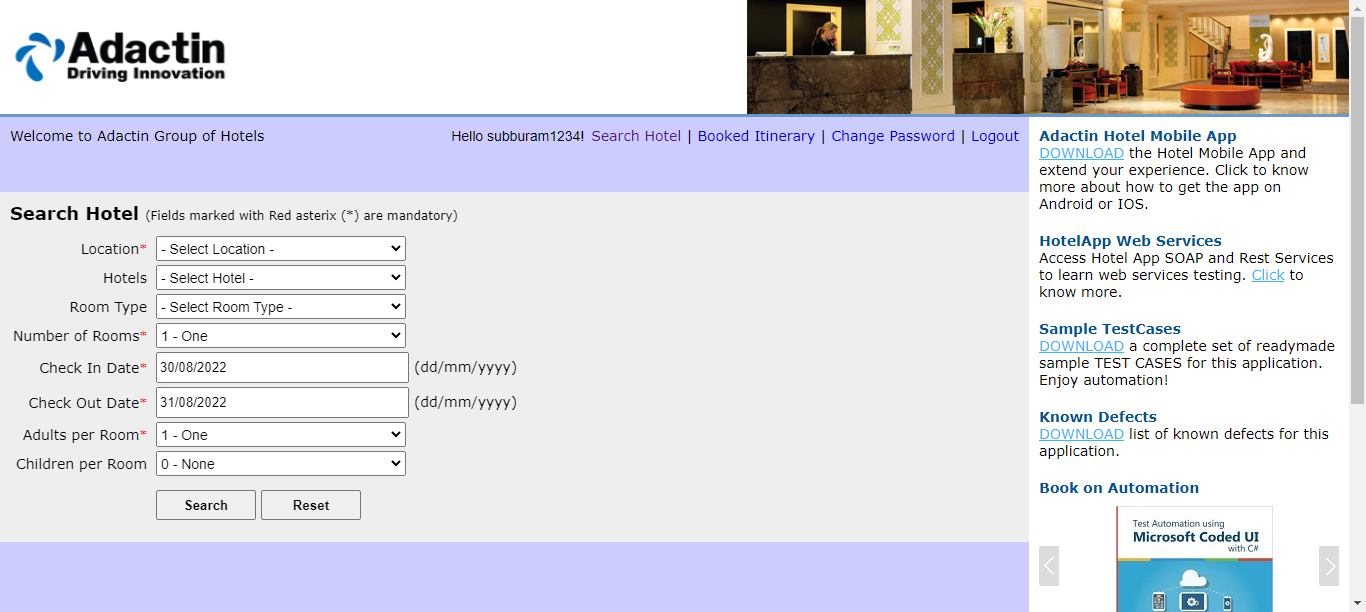 Adactin
Driving Innovation
Welcome to Adactin Group of Hotels
Hello subburam1234! Search Hotel | Booked Itinerary | Change Password | Logout
Search Hotel (Fields marked with Red asterix (*) are mandatory)
Location* - Select Location -
Hotels - Select Hotel -
Room Type - Select Room Type -
Number of Rooms* 1 - One
Check In Date* 30/08/2022 (dd/mm/yyyy)
Check Out Date* 31/08/2022 (dd/mm/yyyy)
Adults per Room* 1 - One
Children per Room 0 - None
Search Reset
Adactin Hotel Mobile App
DOWNLOAD the Hotel Mobile App and
extend your experience. Click to know
more about how to get the app on
Android or IOS.
HotelApp Web Services
Access Hotel App SOAP and Rest Services
to learn web services testing. Click to
know more.
Sample TestCases
DOWNLOAD a complete set of readymade
sample TEST CASES for this application.
Enjoy automation!
Known Defects
DOWNLOAD list of known defects for this
application.
Book on Automation
Test Automation using
Microsoft Coded UI
with C#